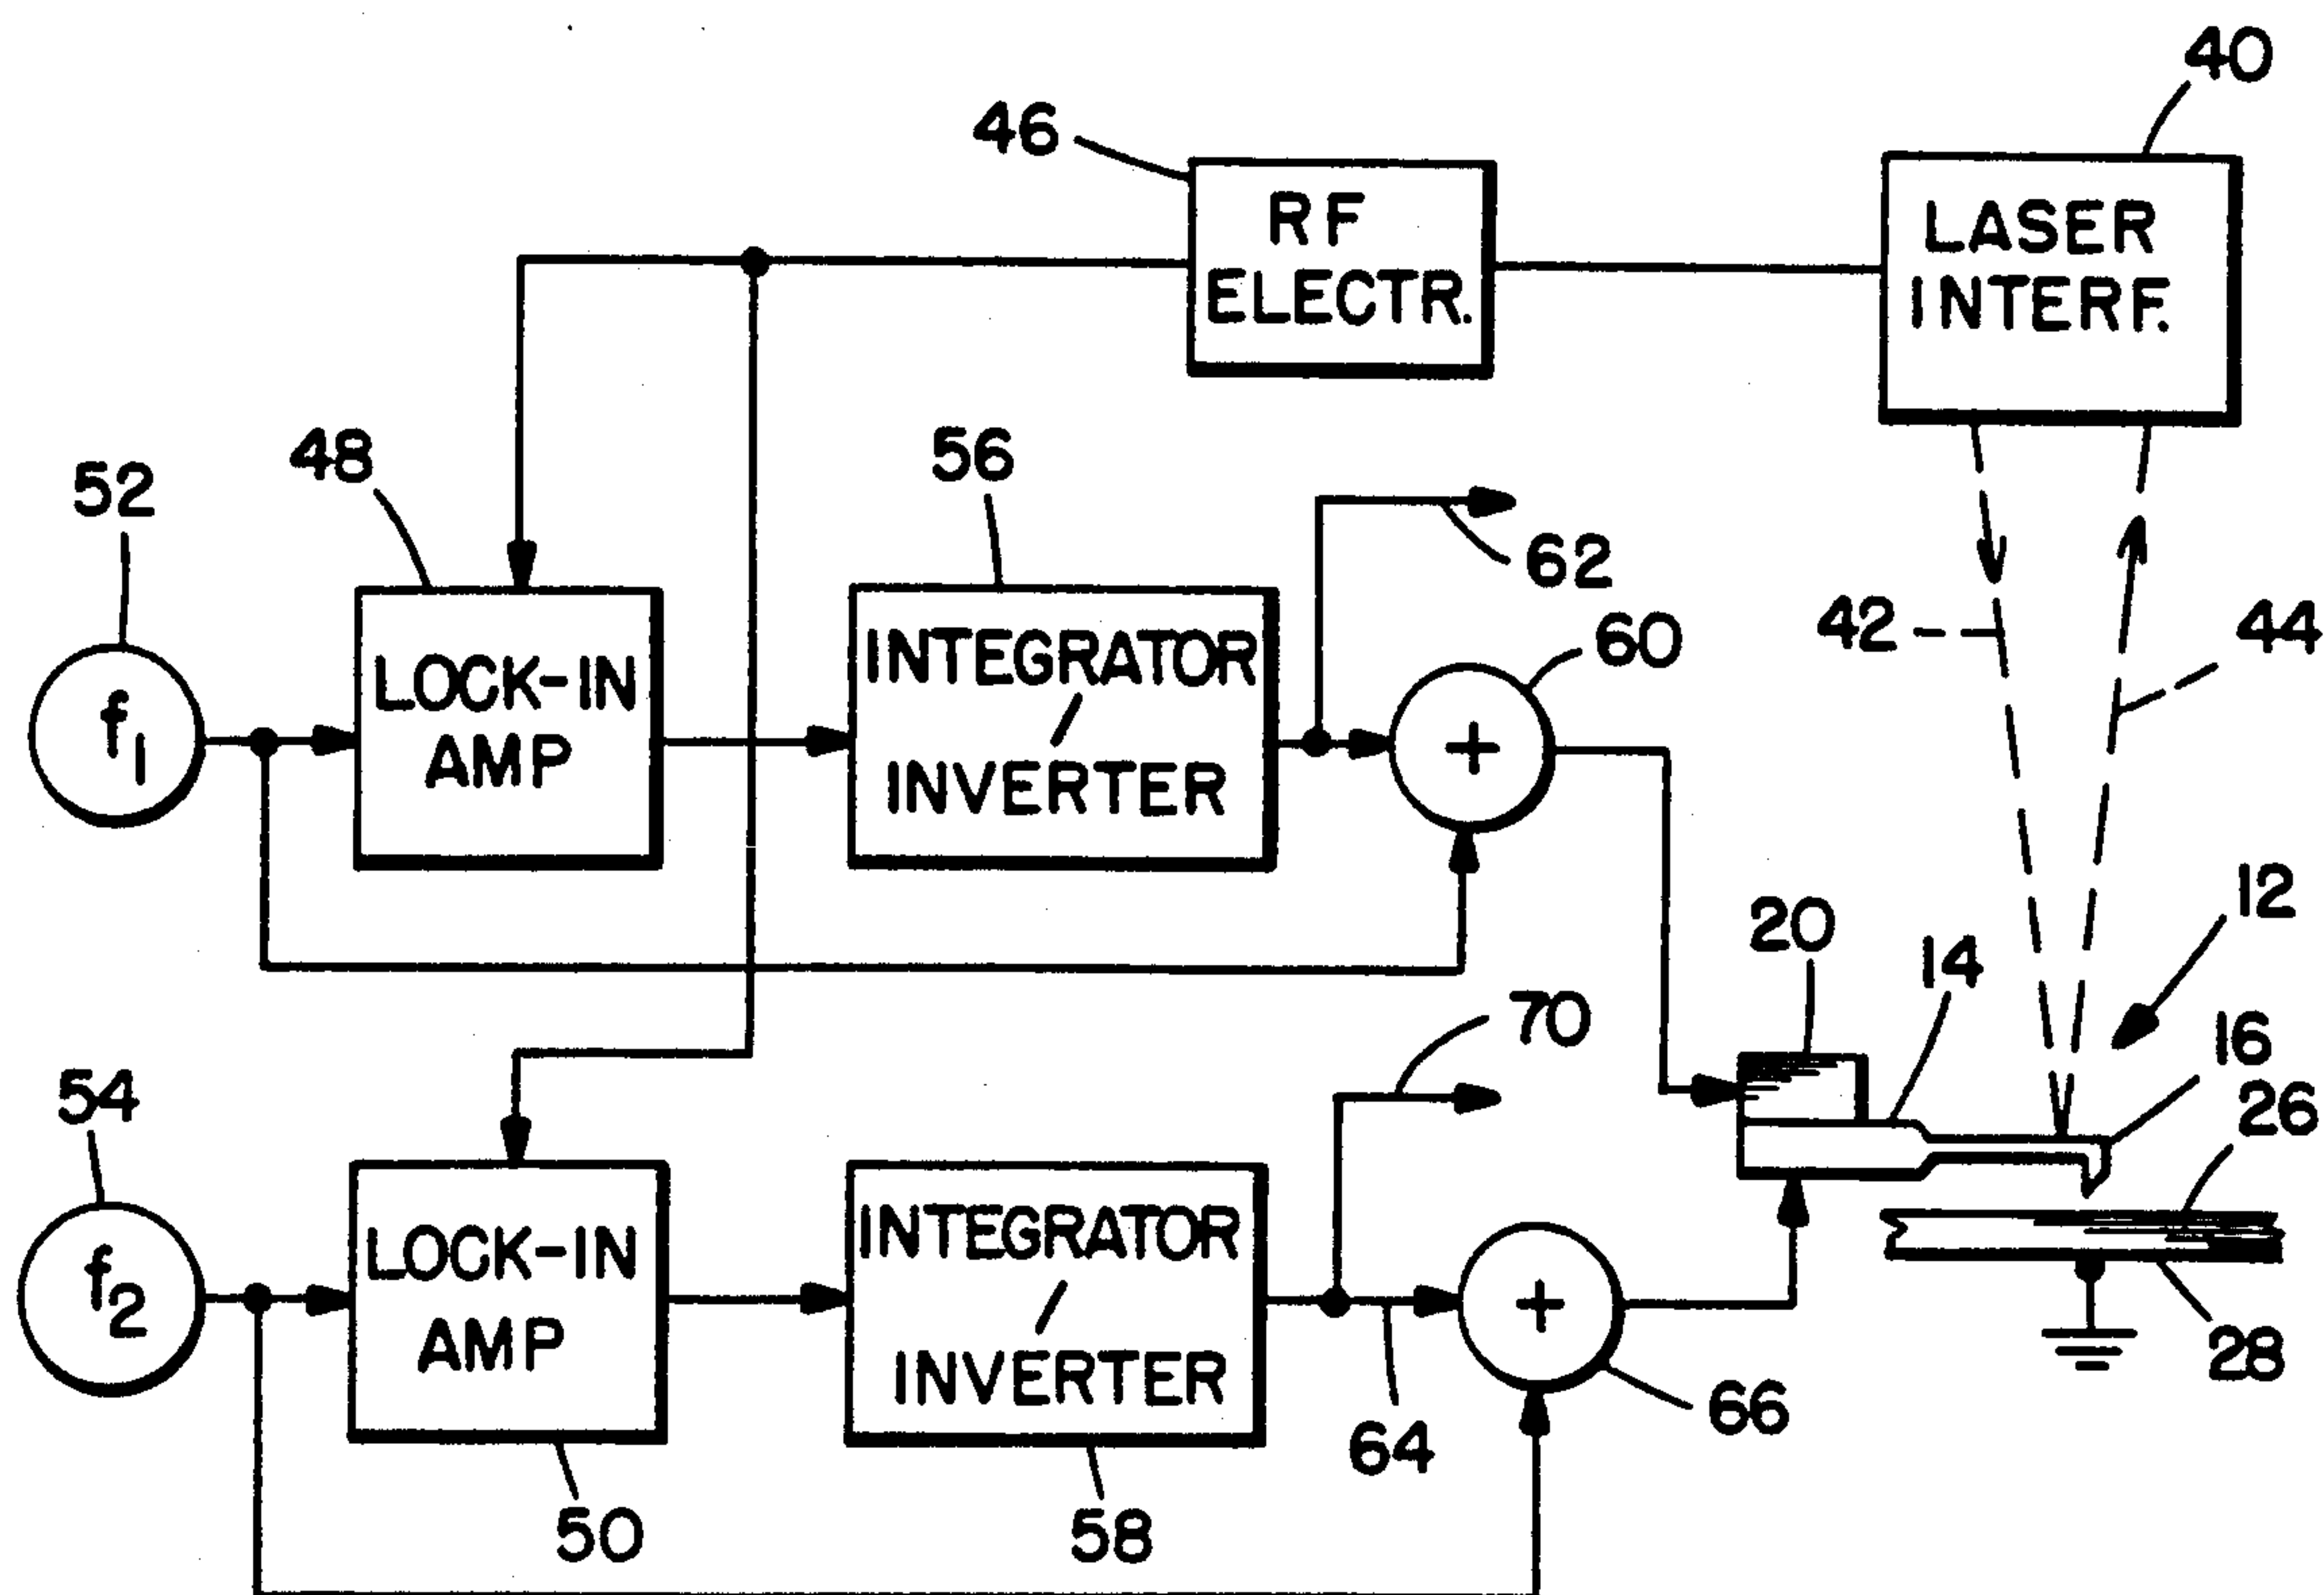 40
46
RF
ELECTR.
LASER
INTERF.
52
48
56
62
42
44
60
f1
LOCK-IN
AMP
INTEGRATOR
/
INVERTER
+
12
20
14
16
26
70
54
f2
LOCK-IN
AMP
INTEGRATOR
/
INVERTER
+
28
66
64
50
58